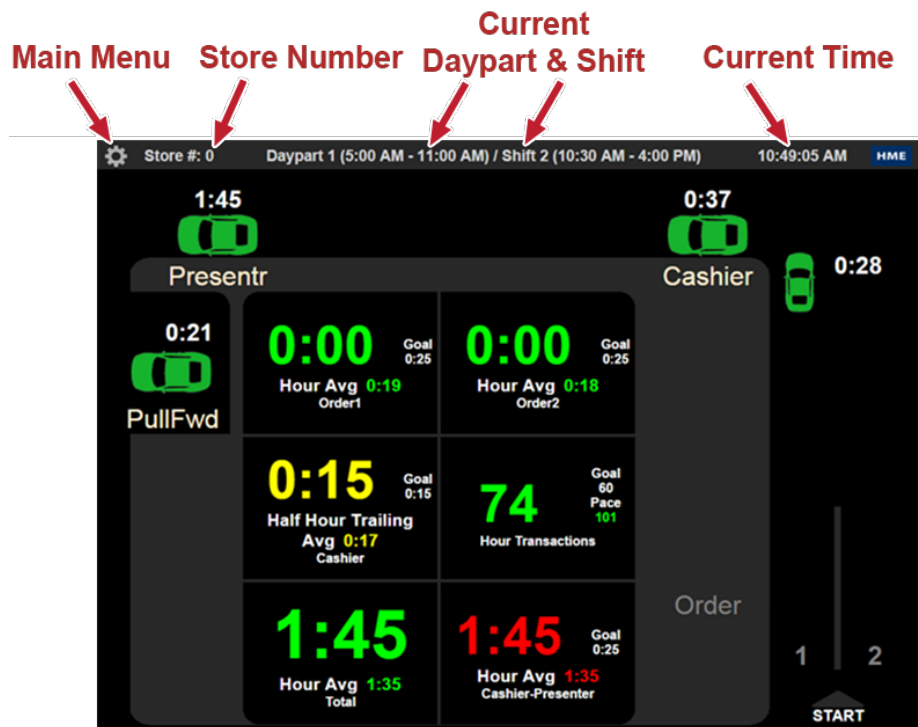 Current
Main Menu Store Number Daypart & Shift Current Time
Store #: 0 Daypart 1 (5:00 AM - 11:00 AM) / Shift 2 (10:30 AM - 4:00 PM) 10:49:05 AM HME
1:45
0:37
Presentr
Cashier
0:28
0:21
PullFwd
0:00 Goal
0:25
Hour Avg 0:19
Order1
0:00 Goal
0:25
Hour Avg 0:18
Order2
0:15 Goal
0:15
Half Hour Trailing
Avg 0:17
Cashier
74 Goal
60
Pace
101
Hour Transactions
1:45
Hour Avg 1:35
Total
1:45 Goal
0:25
Hour Avg 1:35
Cashier-Presenter
Order
1 2
START